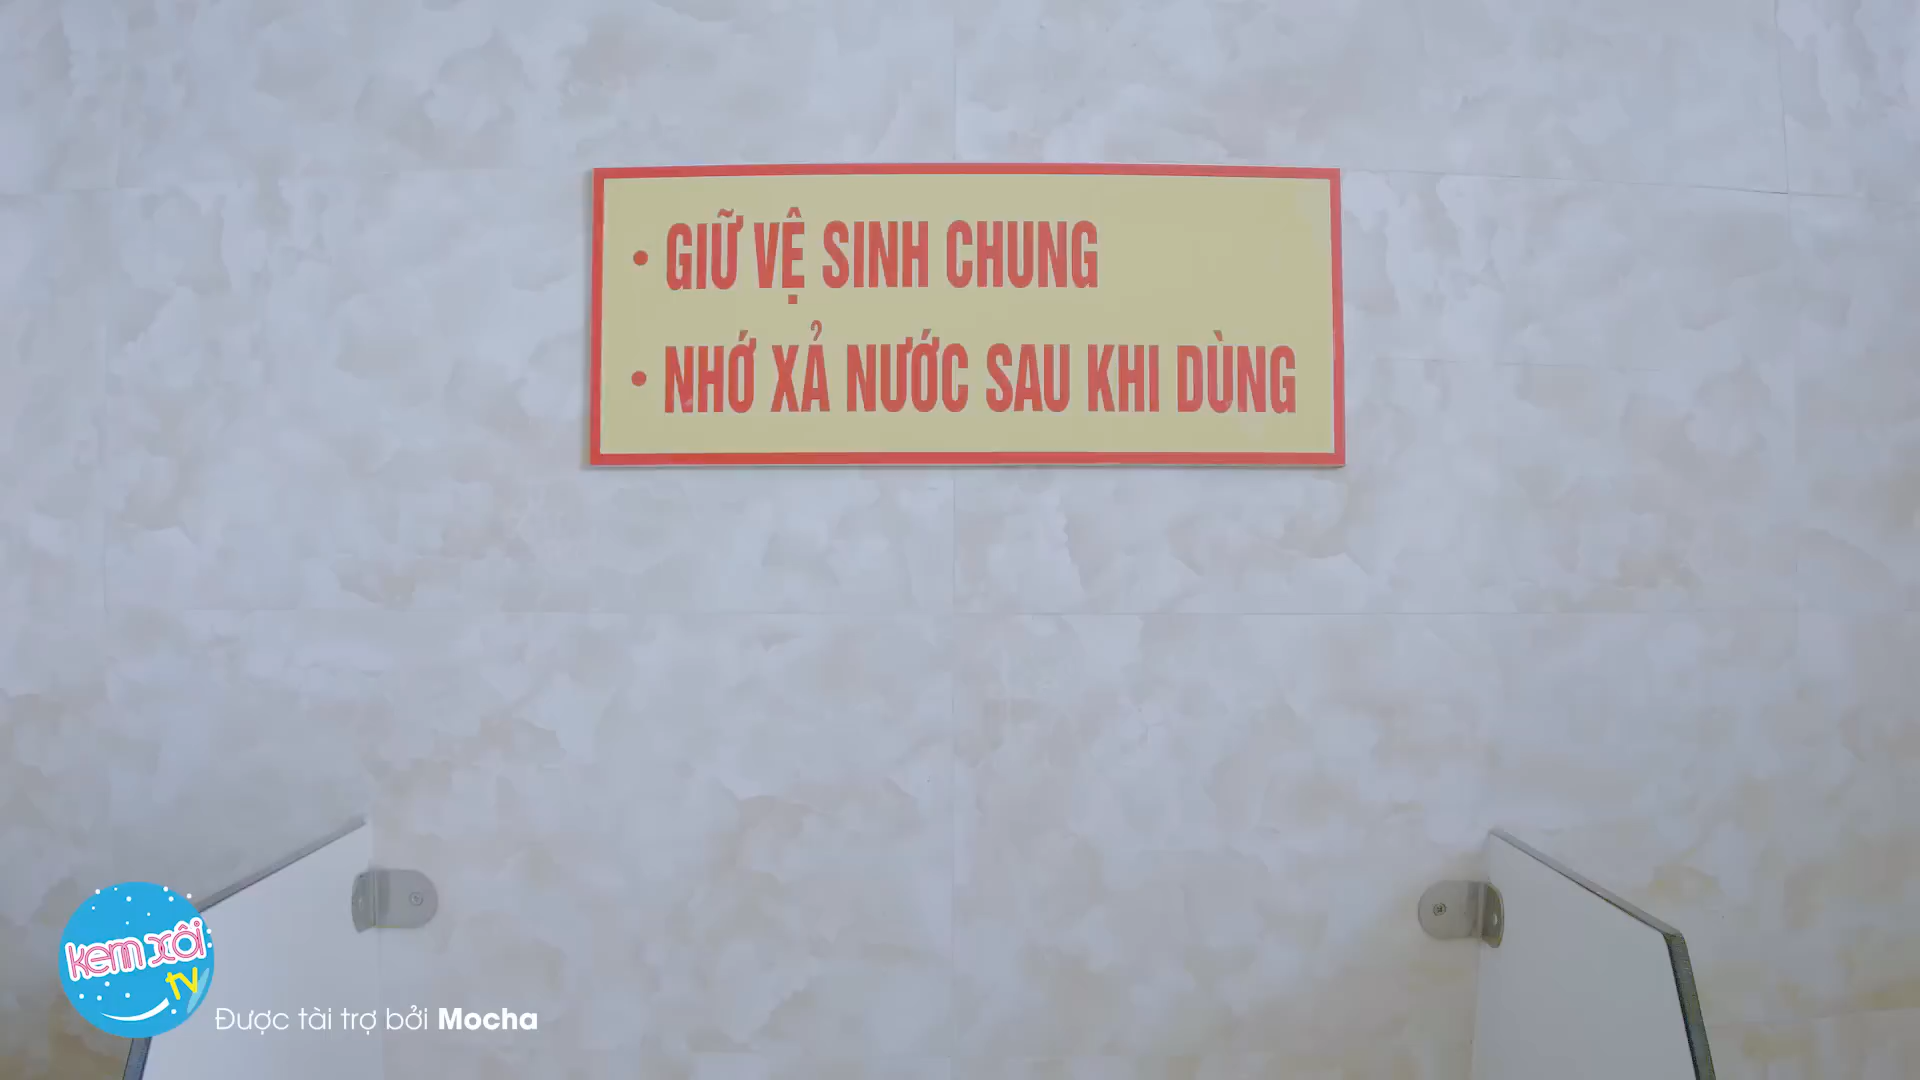 • GIỮ VỆ SINH CHUNG
• NHỚ XẢ NƯỚC SAU KHI DÙNG
kem xôi
tv
Được tài trợ bởi Mocha